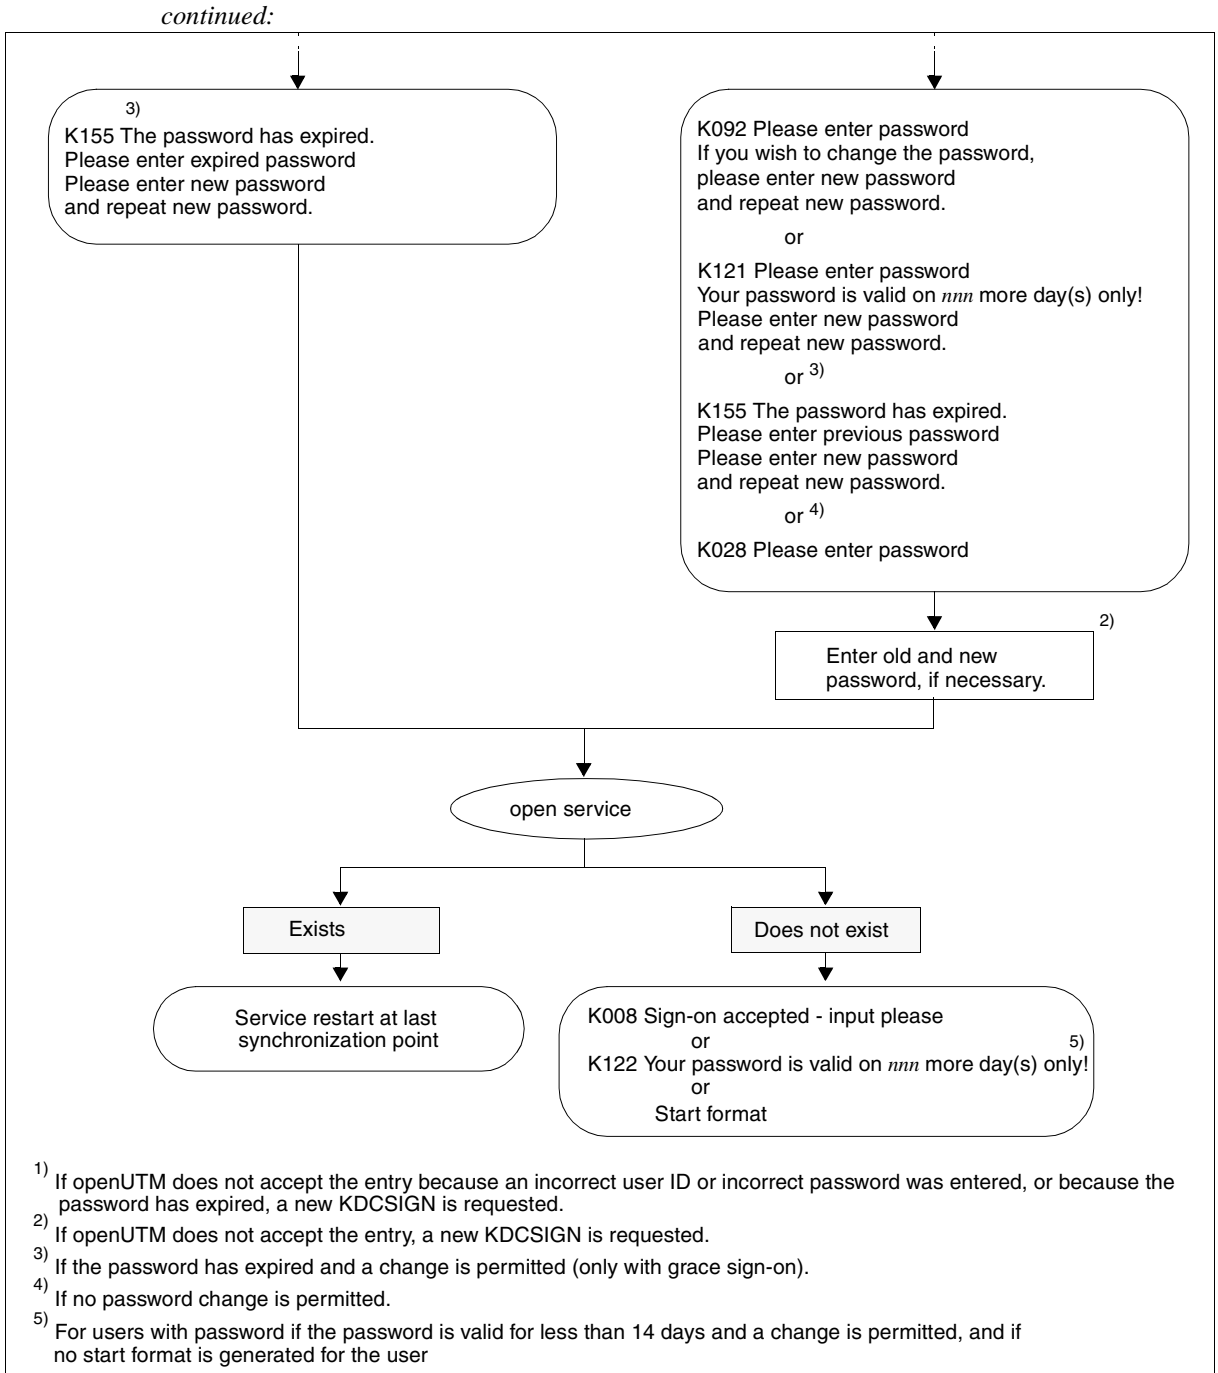 continued:
3)
K155 The password has expired.
Please enter expired password
Please enter new password
and repeat new password.
K092 Please enter password
If you wish to change the password,
please enter new password
and repeat new password.
or
K121 Please enter password
Your password is valid on nnn more day(s) only!
Please enter new password
and repeat new password.
or 3)
K155 The password has expired.
Please enter previous password
Please enter new password
and repeat new password.
or 4)
K028 Please enter password
2)
Enter old and new
password, if necessary.
open service
Exists
Does not exist
Service restart at last
synchronization point
K008 Sign-on accepted - input please
or 5)
K122 Your password is valid on nnn more day(s) only!
or
Start format
1) If openUTM does not accept the entry because an incorrect user ID or incorrect password was entered, or because the
password has expired, a new KDCSIGN is requested.
2) If openUTM does not accept the entry, a new KDCSIGN is requested.
3) If the password has expired and a change is permitted (only with grace sign-on).
4) If no password change is permitted.
5) For users with password if the password is valid for less than 14 days and a change is permitted, and if
no start format is generated for the user